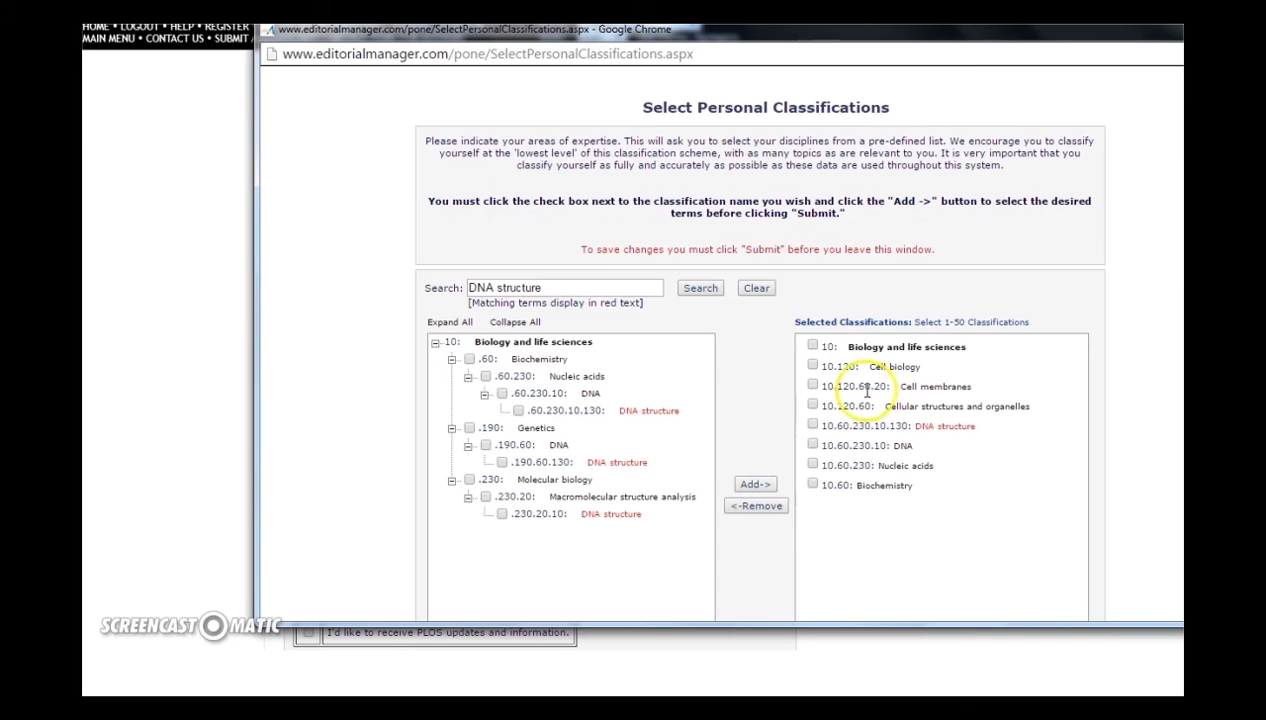 HOME • LOGOUT • HELP • REGISTER
MAIN MENU • CONTACT US • SUBMIT
www.editorialmanager.com/pone/SelectPersonalClassifications.aspx - Google Chrome
www.editorialmanager.com/pone/SelectPersonalClassifications.aspx
Select Personal Classifications
Please indicate your areas of expertise. This will ask you to select your disciplines from a pre-defined list. We encourage you to classify
yourself at the 'lowest level' of this classification scheme, with as many topics as are relevant to you. It is very important that you
classify yourself as fully and accurately as possible as these data are used throughout this system.
You must click the check box next to the classification name you wish and click the "Add ->" button to select the desired
terms before clicking "Submit."
To save changes you must click "Submit" before you leave this window.
Search: DNA structure Search Clear
[Matching terms display in red text]
Expand All Collapse All
10: Biology and life sciences
.60: Biochemistry
.60.230: Nucleic acids
.60.230.10: DNA
.60.230.10.130: DNA structure
.190: Genetics
.190.60: DNA
.190.60.130: DNA structure
.230: Molecular biology
.230.20: Macromolecular structure analysis
.230.20.10: DNA structure
Add->
<-Remove
Selected Classifications: Select 1-50 Classifications
10: Biology and life sciences
10.120: Cell biology
10.120.60.20: Cell membranes
10.120.60: Cellular structures and organelles
10.60.230.10.130: DNA structure
10.60.230.10: DNA
10.60.230: Nucleic acids
10.60: Biochemistry
SCREENCAST-O-MATIC
I'd like to receive PLOS updates and information.